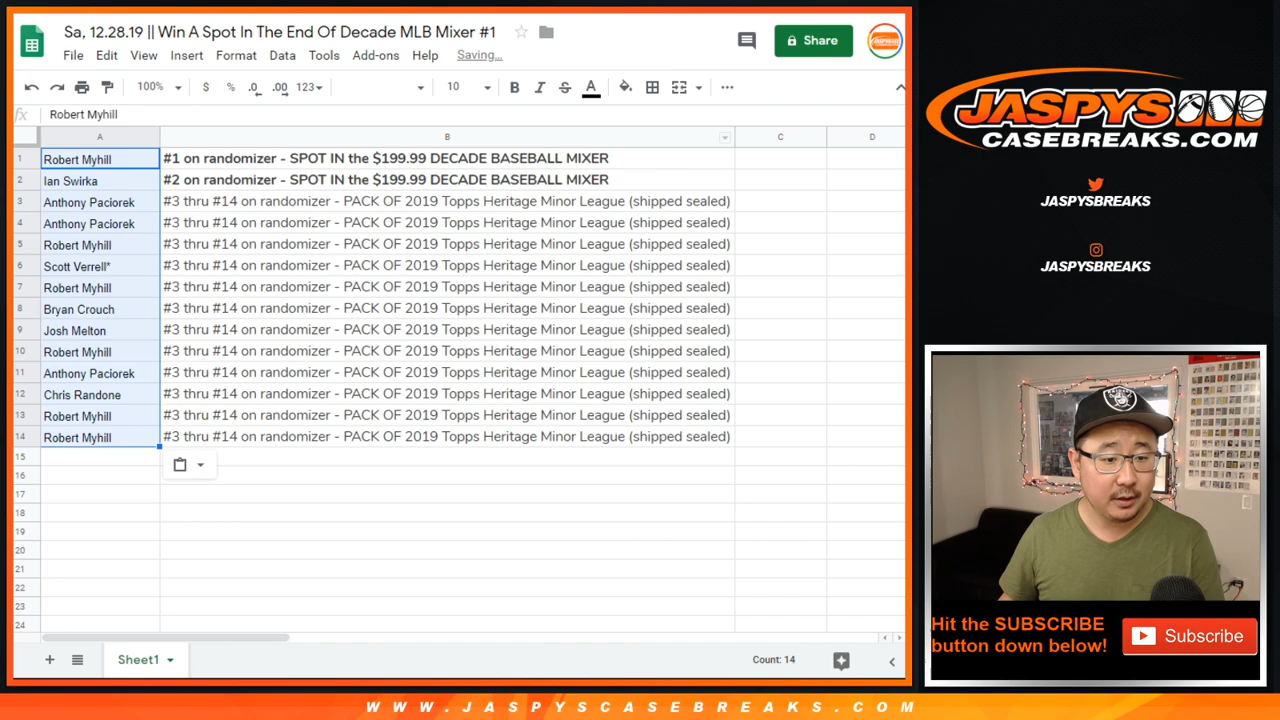 Sa, 12.28.19 || Win A Spot In The End Of Decade MLB Mixer #1
File Edit View Insert Format Data Tools Add-ons Help Saving...
Share
100% $ % .0 .00 123 10 B I S A
fx Robert Myhill
A B C D
1 Robert Myhill #1 on randomizer - SPOT IN the $199.99 DECADE BASEBALL MIXER
2 Ian Swirka #2 on randomizer - SPOT IN the $199.99 DECADE BASEBALL MIXER
3 Anthony Paciorek #3 thru #14 on randomizer - PACK OF 2019 Topps Heritage Minor League (shipped sealed)
4 Anthony Paciorek #3 thru #14 on randomizer - PACK OF 2019 Topps Heritage Minor League (shipped sealed)
5 Robert Myhill #3 thru #14 on randomizer - PACK OF 2019 Topps Heritage Minor League (shipped sealed)
6 Scott Verrell* #3 thru #14 on randomizer - PACK OF 2019 Topps Heritage Minor League (shipped sealed)
7 Robert Myhill #3 thru #14 on randomizer - PACK OF 2019 Topps Heritage Minor League (shipped sealed)
8 Bryan Crouch #3 thru #14 on randomizer - PACK OF 2019 Topps Heritage Minor League (shipped sealed)
9 Josh Melton #3 thru #14 on randomizer - PACK OF 2019 Topps Heritage Minor League (shipped sealed)
10 Robert Myhill #3 thru #14 on randomizer - PACK OF 2019 Topps Heritage Minor League (shipped sealed)
11 Anthony Paciorek #3 thru #14 on randomizer - PACK OF 2019 Topps Heritage Minor League (shipped sealed)
12 Chris Randone #3 thru #14 on randomizer - PACK OF 2019 Topps Heritage Minor League (shipped sealed)
13 Robert Myhill #3 thru #14 on randomizer - PACK OF 2019 Topps Heritage Minor League (shipped sealed)
14 Robert Myhill #3 thru #14 on randomizer - PACK OF 2019 Topps Heritage Minor League (shipped sealed)
15
16
17
18
19
20
21
22
23
24
Sheet1
Count: 14
JASPYS
CASEBREAKS.COM
JASPYSBREAKS
JASPYSBREAKS
Hit the SUBSCRIBE
button down below!
Subscribe
WWW.JASPYSCASEBREAKS.COM